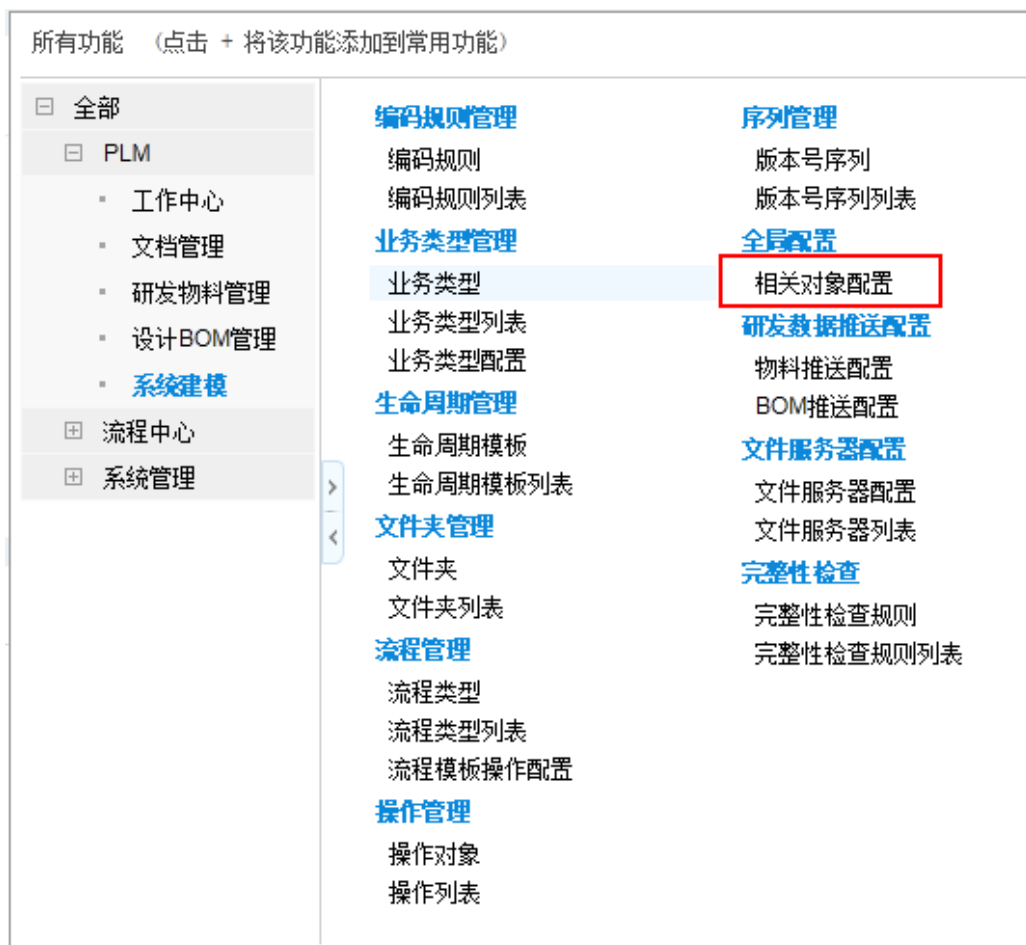 所有功能 (点击 + 将该功能添加到常用功能)
全部
PLM
工作中心
文档管理
研发物料管理
设计BOM管理
系统建模
流程中心
系统管理
编码规则管理
编码规则
编码规则列表
业务类型管理
业务类型
业务类型列表
业务类型配置
生命周期管理
生命周期模板
生命周期模板列表
文件夹管理
文件夹
文件夹列表
流程管理
流程类型
流程类型列表
流程模板操作配置
操作管理
操作对象
操作列表
序列管理
版本号序列
版本号序列列表
全局配置
相关对象配置
研发数据推送配置
物料推送配置
BOM推送配置
文件服务器配置
文件服务器配置
文件服务器列表
完整性检查
完整性检查规则
完整性检查规则列表